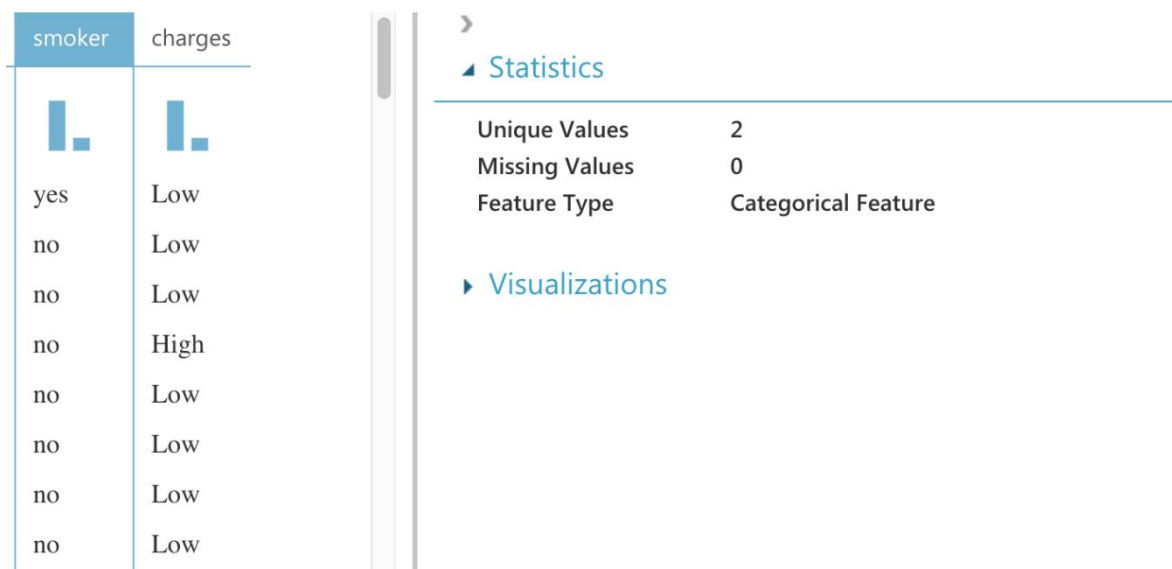 smoker charges
yes Low
no Low
no Low
no High
no Low
no Low
no Low
no Low
Statistics
Unique Values 2
Missing Values 0
Feature Type Categorical Feature
Visualizations